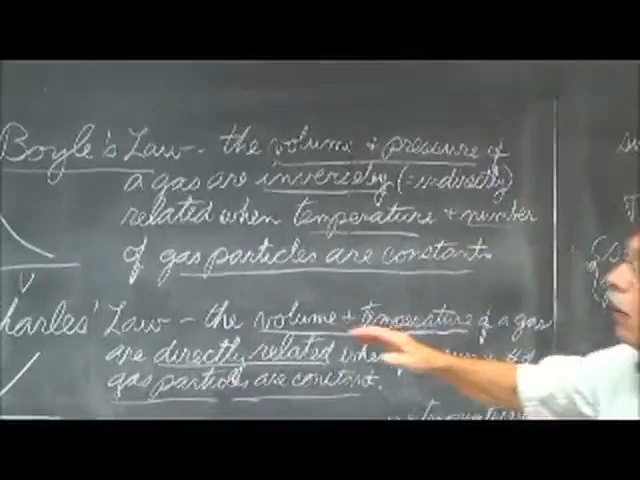 Boyle's Law - the volume + pressure of
a gas are inversely (=indirectly)
related when temperature + number
of gas particles are constant.
V
harles' Law - the volume + temperature of a gas
are directly related when
gas particles are constant.